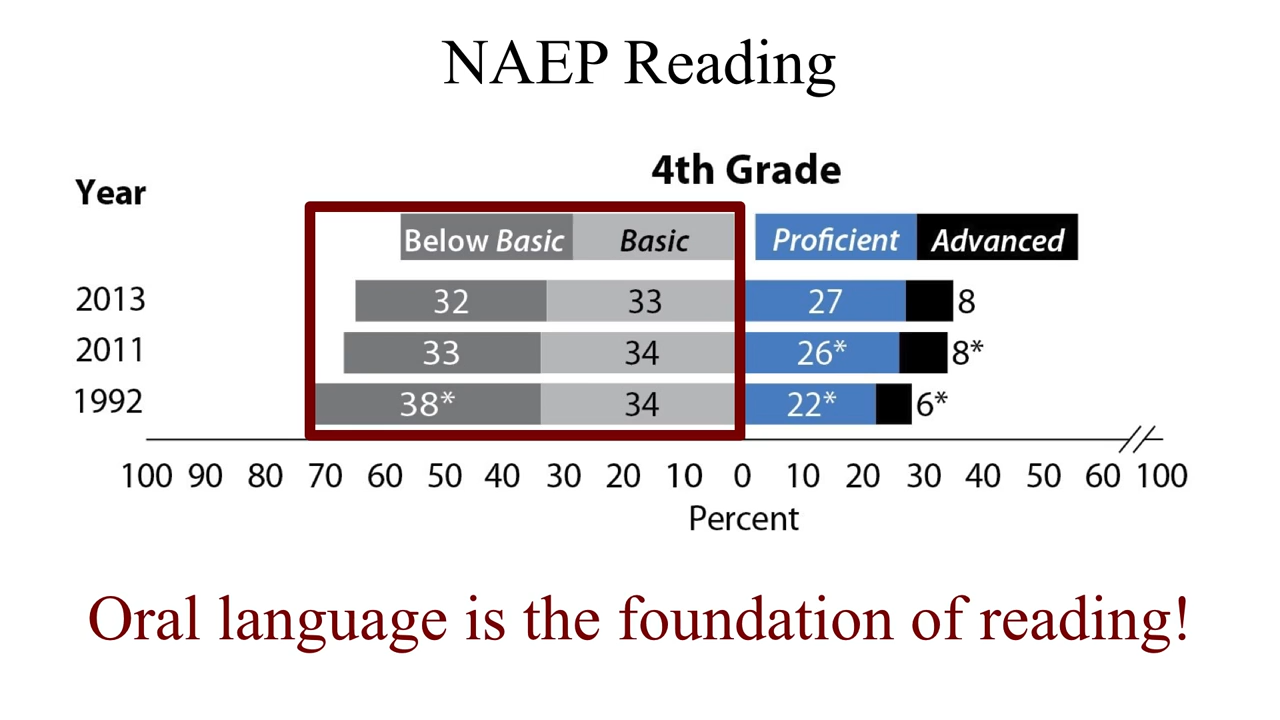 NAEP Reading
4th Grade
Year
Below Basic Basic Proficient Advanced
2013 32 33 27 8
2011 33 34 26* 8*
1992 38* 34 22* 6*
100 90 80 70 60 50 40 30 20 10 0 10 20 30 40 50 60 100
Percent
Oral language is the foundation of reading!